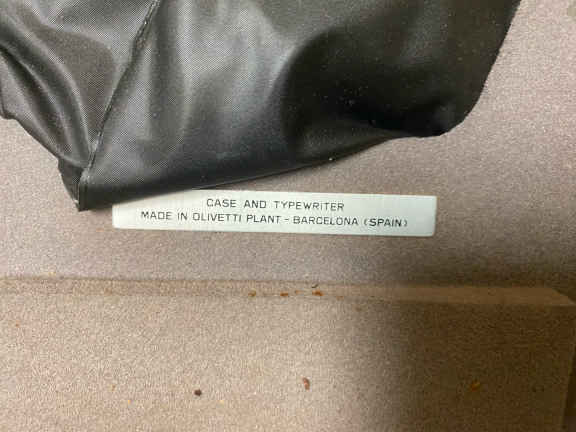 CASE AND TYPEWRITER
MADE IN OLIVETTI PLANT - BARCELONA (SPAIN)